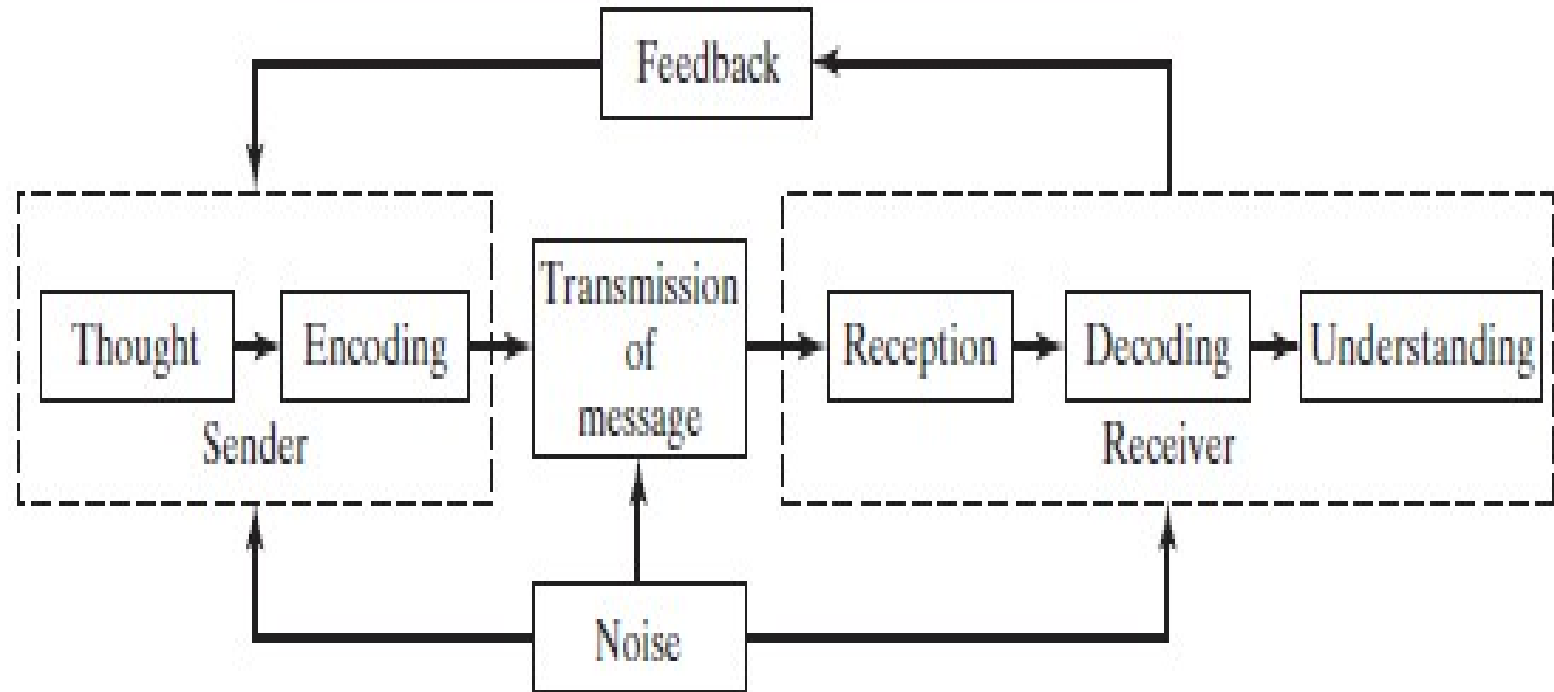 Feedback
Thought
Encoding
Sender
Transmission
of
message
Reception
Decoding
Understanding
Receiver
Noise